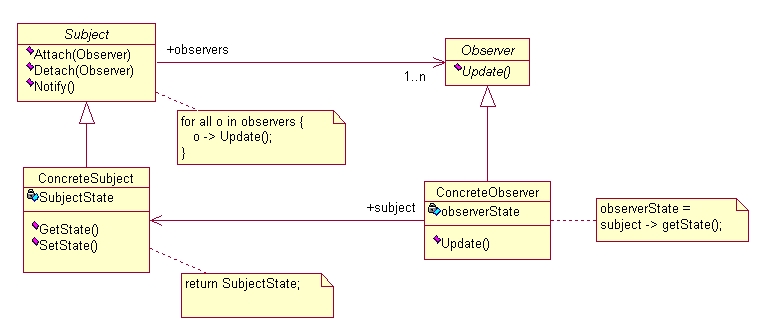 Subject
Attach(Observer)
Detach(Observer)
Notify()
+observers
1..n
Observer
Update()
for all o in observers {
o -> Update();
}
ConcreteSubject
SubjectState
GetState()
SetState()
+subject
ConcreteObserver
observerState
Update()
observerState =
subject -> getState();
return SubjectState;